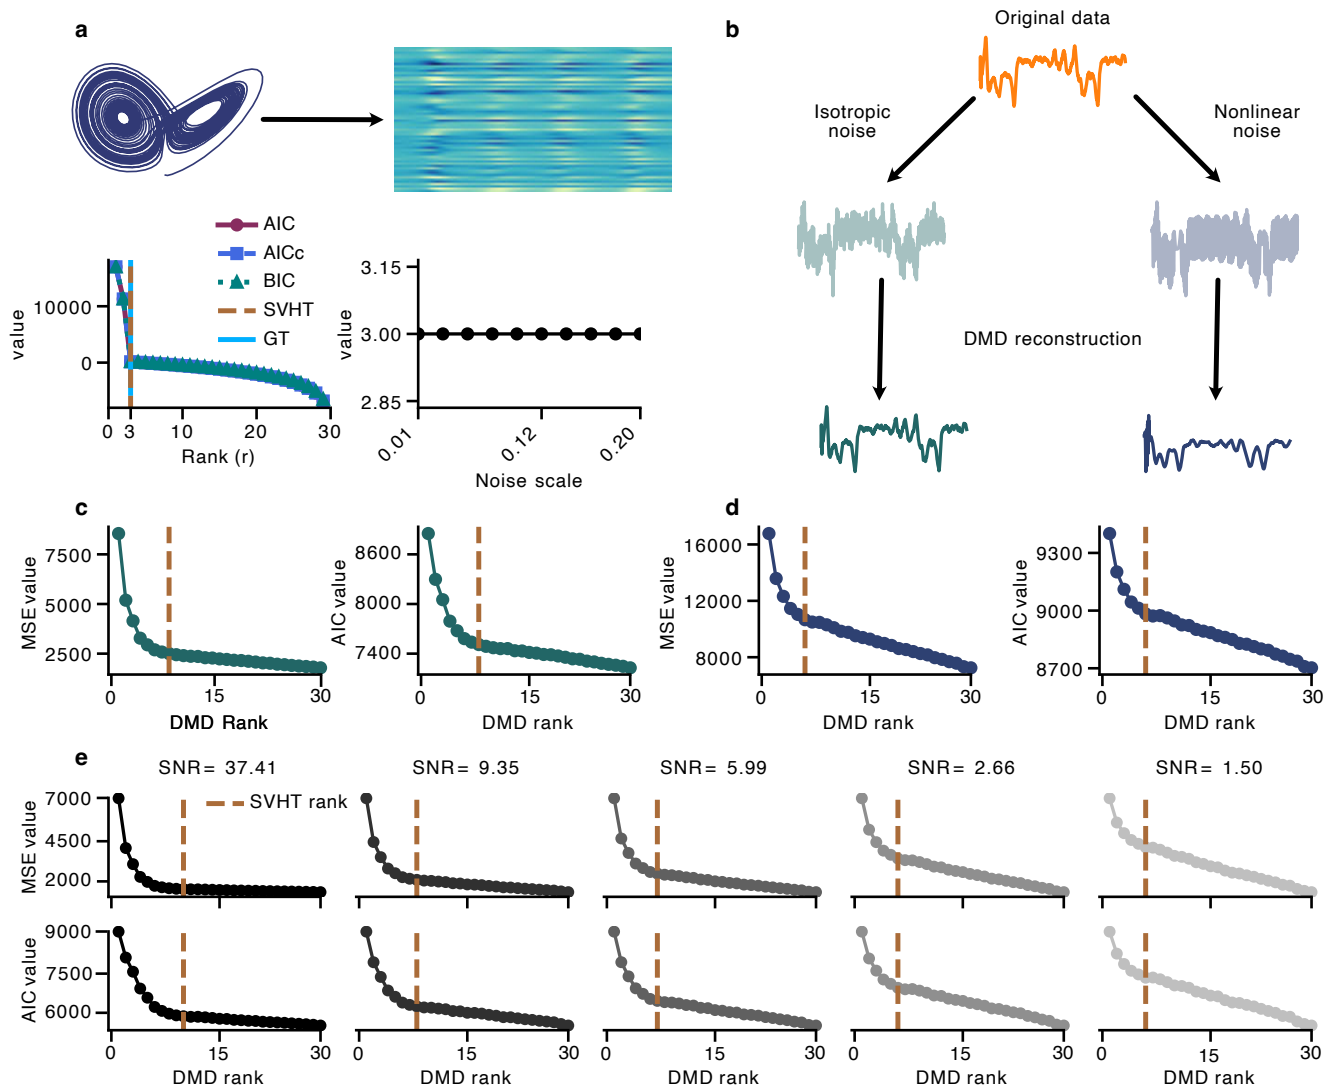 a
AIC
AICc
BIC
SVHT
GT
value
10000
0
0 3 10 20 30
Rank (r)
value
3.15
3.00
2.85
0.01 0.12 0.20
Noise scale
b
Original data
Isotropic
noise
Nonlinear
noise
DMD reconstruction
c
MSE value
7500
5000
2500
0 15 30
DMD Rank
AIC value
8600
8000
7400
0 15 30
DMD rank
d
MSE value
16000
12000
8000
0 15 30
DMD rank
AIC value
9300
9000
8700
0 15 30
DMD rank
e
SNR= 37.41
SNR= 9.35
SNR= 5.99
SNR= 2.66
SNR= 1.50
SVHT rank
MSE value
7000
4500
2000
AIC value
9000
7500
6000
0 15 30
DMD rank
0 15 30
DMD rank
0 15 30
DMD rank
0 15 30
DMD rank
0 15 30
DMD rank